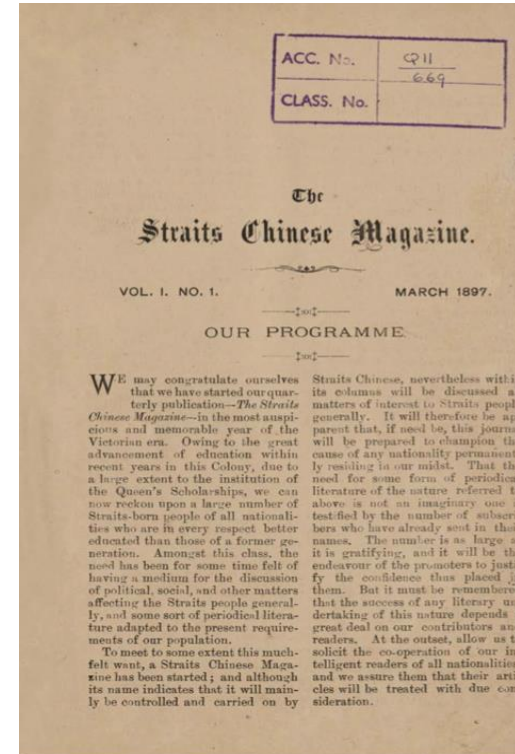 ACC. No.
Q11
669
CLASS. No.
The
Straits Chinese Magazine.
VOL. I. NO. 1.
MARCH 1897.
OUR PROGRAMME.
WE may congratulate ourselves
that we have started our quar-
terly publication—The Straits
Chinese Magazine—in the most auspi-
cious and memorable year of the
Victorian era. Owing to the great
advancement of education within
recent years in this Colony, due to
a large extent to the institution of
the Queen's Scholarships, we can
now reckon upon a large number of
Straits-born people of all nationali-
ties who are in every respect better
educated than those of a former ge-
neration. Amongst this class, the
need has been for some time felt of
having a medium for the discussion
of political, social, and other matters
affecting the Straits people general-
ly, and some sort of periodical litera-
ture adapted to the present require-
ments of our population.
To meet to some extent this much-
felt want, a Straits Chinese Maga-
zine has been started; and although
its name indicates that it will main-
ly be controlled and carried on by
Straits Chinese, nevertheless withi
its columns will be discussed a
matters of interest to Straits peopl
generally. It will therefore be ap
parent that, if need be, this journa
will be prepared to champion th
cause of any nationality permanent
ly residing in our midst. That th
need for some form of periodica
literature of the nature referred t
above is not an imaginary one i
testified by the number of subscri
bers who have already sent in thei
names. The number is as large a
it is gratifying, and it will be th
endeavour of the promoters to justi
fy the confidence thus placed i
them. But it must be remembere
that the success of any literary un
dertaking of this nature depends
great deal on our contributors and
readers. At the outset, allow us t
solicit the co-operation of our in
telligent readers of all nationalitie
and we assure them that their arti
cles will be treated with due con
sideration.